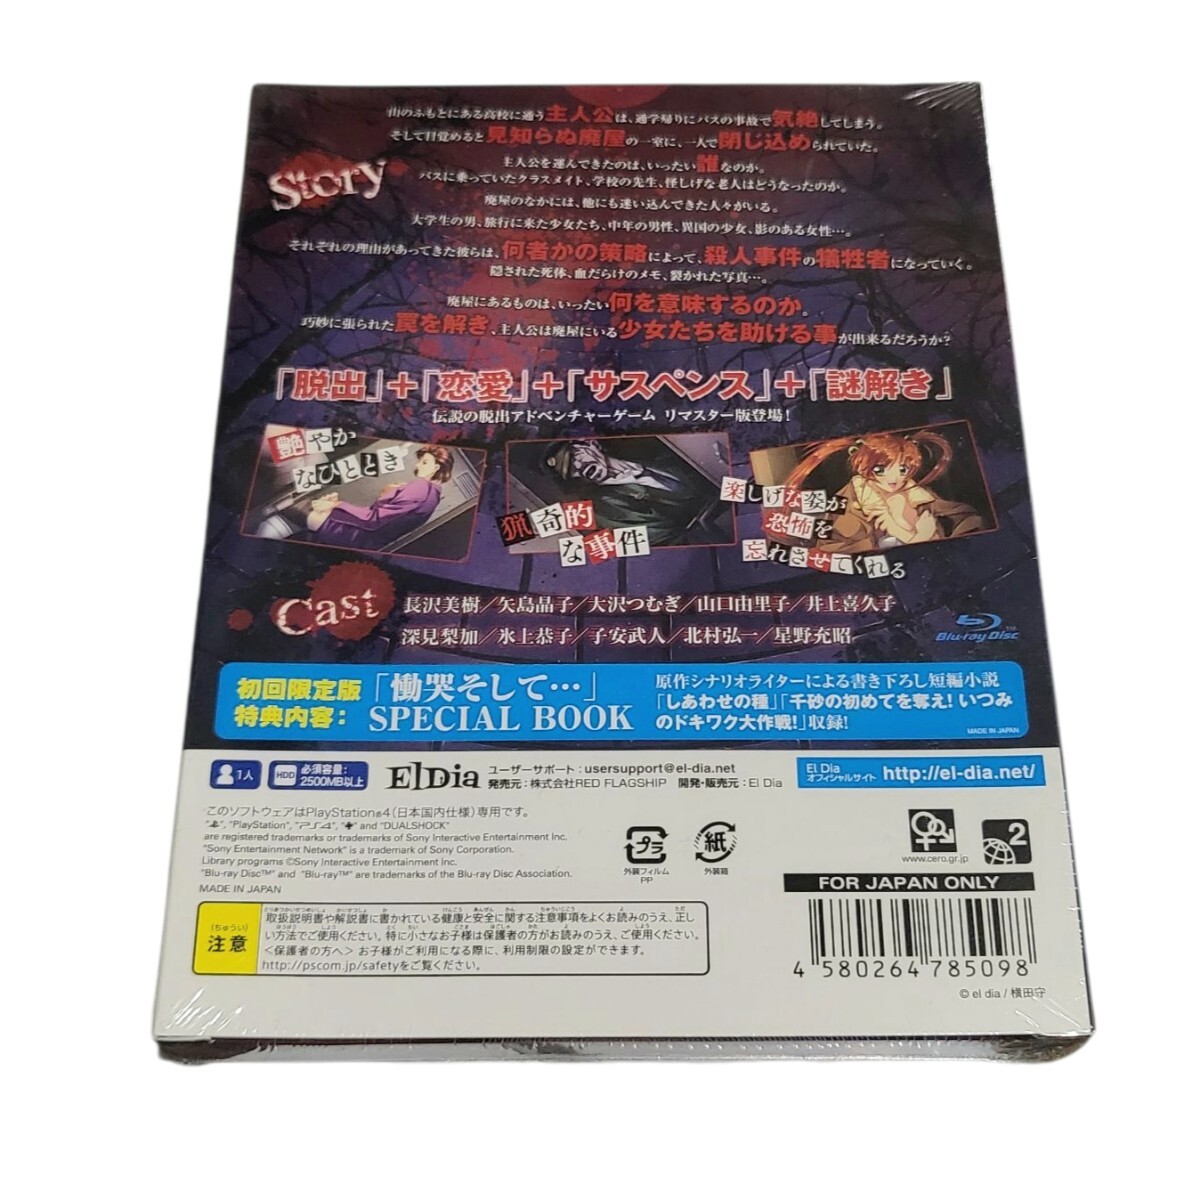 Story
山のふもとにある高校に通う主人公は、通学帰りにバスの事故で気絶してしまう。
そして目覚めると見知らぬ廃屋の一室に、一人で閉じ込められていた。
主人公を運んできたのは、いったい誰なのか。
バスに乗っていたクラスメイト、学校の先生、怪しげな老人はどうなったのか。
廃屋のなかには、他にも迷い込んできた人々がいる。
大学生の男、旅行に来た少女たち、中年の男性、異国の少女、影のある女性…。
それぞれの理由があってきた彼らは、何者かの策略によって、殺人事件の犠牲者になっていく。
隠された死体、血だらけのメモ、裂かれた写真…。
廃屋にあるものは、いったい何を意味するのか。
巧妙に張られた罠を解き、主人公は廃屋にいる少女たちを助ける事が出来るだろうか?
「脱出」+「恋愛」+「サスペンス」+「謎解き」
伝説の脱出アドベンチャーゲーム リマスター版登場!
艶やか
なひととき
猟奇的
な事件
楽しげな姿が
恐怖を
忘れさせてくれる
Cast
長沢美樹/矢島晶子/大沢つむぎ/山口由里子/井上喜久子
深見梨加/氷上恭子/子安武人/北村弘一/星野充昭
Blu-ray Disc™
初回限定版
特典内容:
「慟哭そして…」
SPECIAL BOOK
原作シナリオライターによる書き下ろし短編小説
「しあわせの種」「千砂の初めてを奪え! いつみ
のドキワク大作戦!」収録!
MADE IN JAPAN
1人
HDD 必須容量:
2500MB以上
El Dia
ユーザーサポート:usersupport@el-dia.net
発売元:株式会社RED FLAGSHIP 開発・販売元:El Dia
El Dia
オフィシャルサイト
http://el-dia.net/
このソフトウェアはPlayStation®4(日本国内仕様)専用です。
"PlayStation", "PS4", and "DUALSHOCK"
are registered trademarks or trademarks of Sony Interactive Entertainment Inc.
"Sony Entertainment Network" is a trademark of Sony Corporation.
Library programs ©Sony Interactive Entertainment Inc.
"Blu-ray Disc™" and "Blu-ray™" are trademarks of the Blu-ray Disc Association.
MADE IN JAPAN
プラ
外装フィルム
PP
紙
外装箱
www.cero.gr.jp
2
FOR JAPAN ONLY
(ちゅうい)
注意
取扱説明書や解説書に書かれている健康と安全に関する注意事項をよくお読みのうえ、正し
い方法でご使用ください。特に小さなお子様は保護者の方がお読みのうえ、ご使用ください。
<保護者の方へ> お子様がご利用になる際に、利用制限の設定ができます。
http://pscom.jp/safetyをご覧ください。
4 580264 785098
© el dia / 横田守